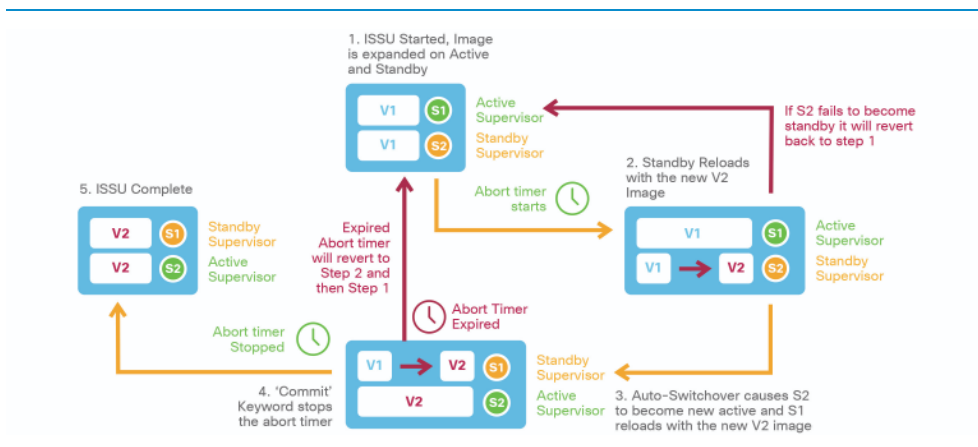 1. ISSU Started, Image
is expanded on Active
and Standby
V1
S1
Active
Supervisor
V1
S2
Standby
Supervisor
If S2 fails to become
standby it will revert
back to step 1
2. Standby Reloads
with the new V2
Image
Abort timer
starts
V1
S1
Active
Supervisor
V1
V2
S2
Standby
Supervisor
3. Auto-Switchover causes S2
to become new active and S1
reloads with the new V2 image
Expired
Abort timer
will revert to
Step 2 and
then Step 1
Abort Timer
Expired
V1
V2
S1
Standby
Supervisor
V2
S2
Active
Supervisor
4. 'Commit'
Keyword stops
the abort timer
Abort timer
Stopped
5. ISSU Complete
V2
S1
Standby
Supervisor
V2
S2
Active
Supervisor